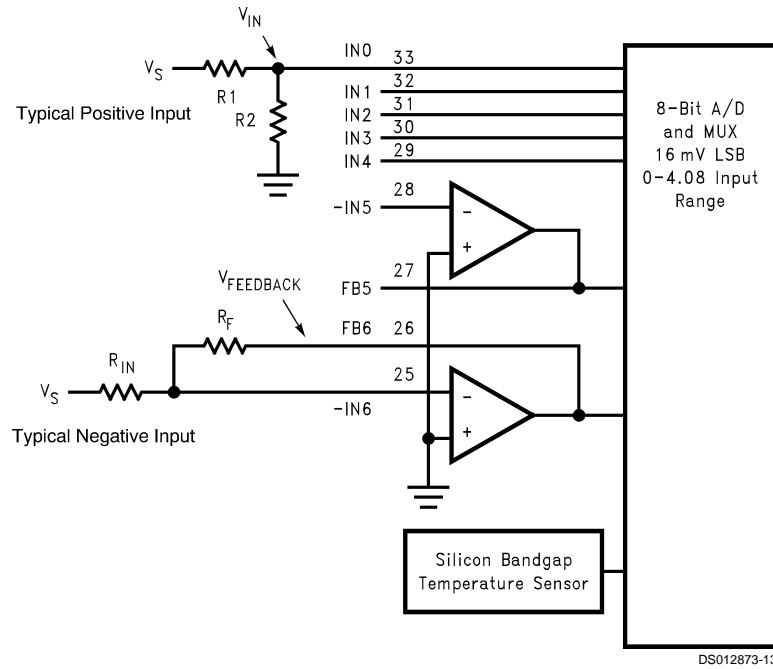 V_IN
IN0 33
V_S
R1
IN1 32
Typical Positive Input
R2
IN2 31
IN3 30
IN4 29
8-Bit A/D
and MUX
16 mV LSB
0-4.08 Input
Range
-IN5 28
-
+
FB5 27
V_FEEDBACK
R_F
FB6 26
R_IN
V_S
25
-IN6
-
+
Typical Negative Input
Silicon Bandgap
Temperature Sensor
DS012873-13